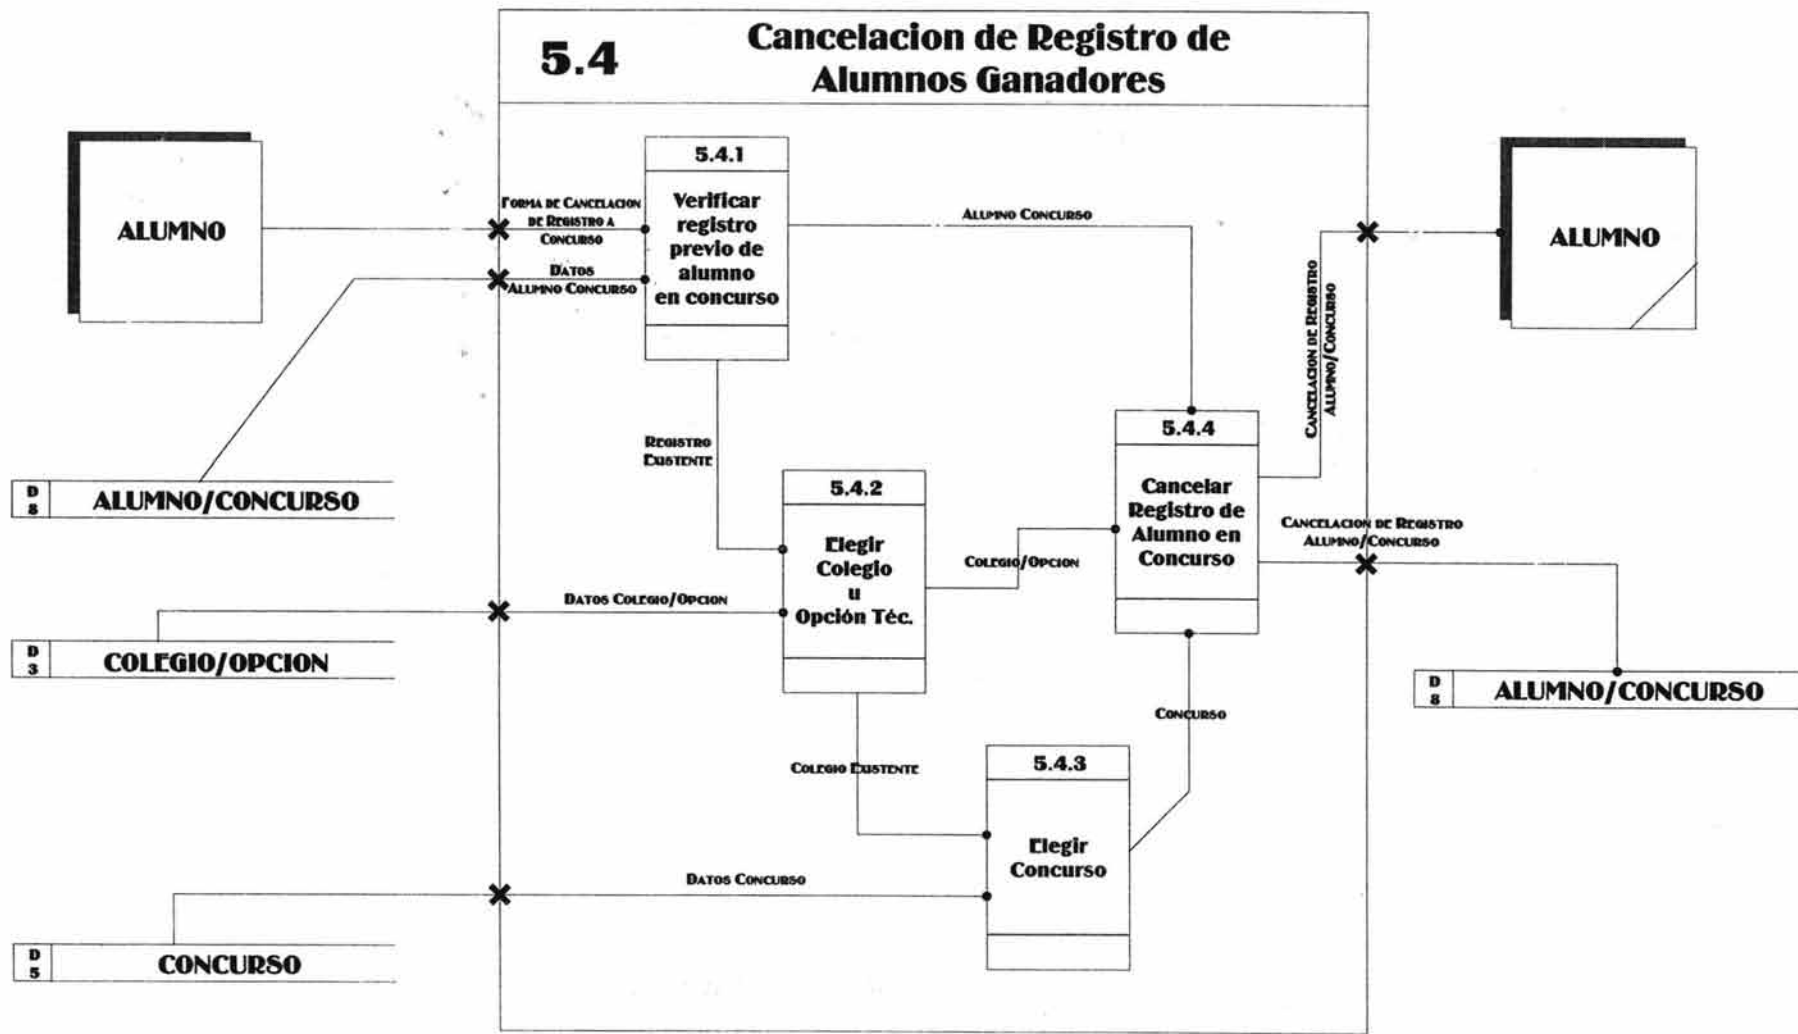 5.4
Cancelacion de Registro de
Alumnos Ganadores
ALUMNO
FORMA DE CANCELACION
DE REGISTRO A
CONCURSO
DATOS
ALUMNO CONCURSO
5.4.1
Verificar
registro
previo de
alumno
en concurso
ALUMNO CONCURSO
CANCELACION DE REGISTRO
ALUMNO/CONCURSO
ALUMNO
REGISTRO
EXISTENTE
D
8
ALUMNO/CONCURSO
5.4.2
Elegir
Colegio
u
Opción Téc.
COLEGIO/OPCION
5.4.4
Cancelar
Registro de
Alumno en
Concurso
CANCELACION DE REGISTRO
ALUMNO/CONCURSO
DATOS COLEGIO/OPCION
D
3
COLEGIO/OPCION
D
8
ALUMNO/CONCURSO
CONCURSO
COLEGIO EXISTENTE
5.4.3
Elegir
Concurso
DATOS CONCURSO
D
5
CONCURSO